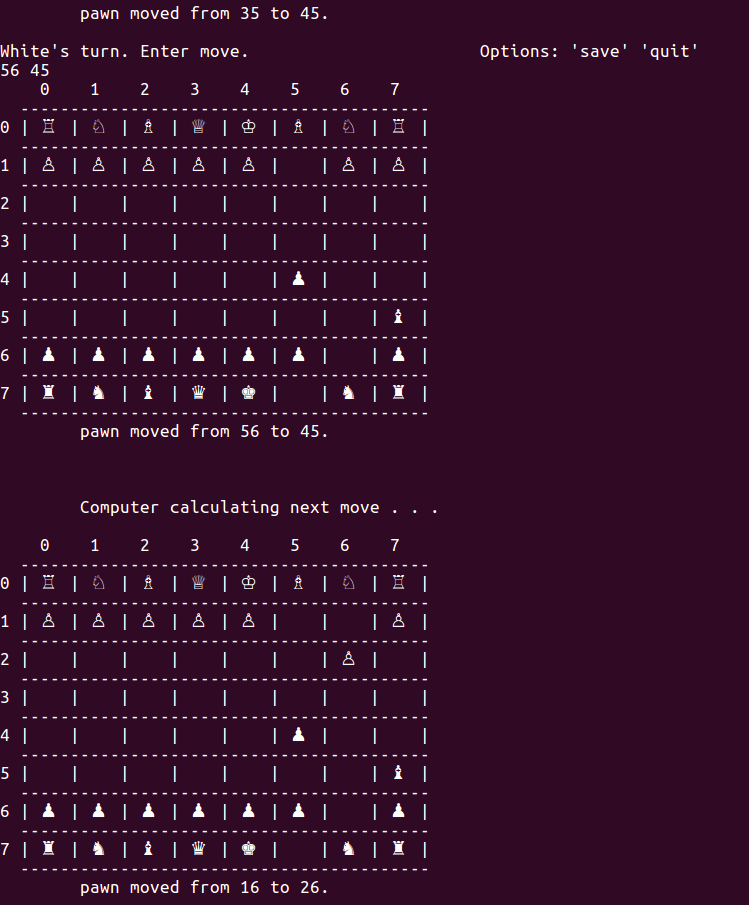 pawn moved from 35 to 45.
White's turn. Enter move. Options: 'save' 'quit'
56 45
0 1 2 3 4 5 6 7
-----------------------------------------
0 | ♖ | ♘ | ♗ | ♕ | ♔ | ♗ | ♘ | ♖ |
-----------------------------------------
1 | ♙ | ♙ | ♙ | ♙ | ♙ |   | ♙ | ♙ |
-----------------------------------------
2 |   |   |   |   |   |   |   |   |
-----------------------------------------
3 |   |   |   |   |   |   |   |   |
-----------------------------------------
4 |   |   |   |   |   | ♟ |   |   |
-----------------------------------------
5 |   |   |   |   |   |   |   | ♝ |
-----------------------------------------
6 | ♟ | ♟ | ♟ | ♟ | ♟ | ♟ |   | ♟ |
-----------------------------------------
7 | ♜ | ♞ | ♝ | ♛ | ♚ |   | ♞ | ♜ |
-----------------------------------------
pawn moved from 56 to 45.
Computer calculating next move . . .
0 1 2 3 4 5 6 7
-----------------------------------------
0 | ♖ | ♘ | ♗ | ♕ | ♔ | ♗ | ♘ | ♖ |
-----------------------------------------
1 | ♙ | ♙ | ♙ | ♙ | ♙ |   |   | ♙ |
-----------------------------------------
2 |   |   |   |   |   |   | ♙ |   |
-----------------------------------------
3 |   |   |   |   |   |   |   |   |
-----------------------------------------
4 |   |   |   |   |   | ♟ |   |   |
-----------------------------------------
5 |   |   |   |   |   |   |   | ♝ |
-----------------------------------------
6 | ♟ | ♟ | ♟ | ♟ | ♟ | ♟ |   | ♟ |
-----------------------------------------
7 | ♜ | ♞ | ♝ | ♛ | ♚ |   | ♞ | ♜ |
-----------------------------------------
pawn moved from 16 to 26.